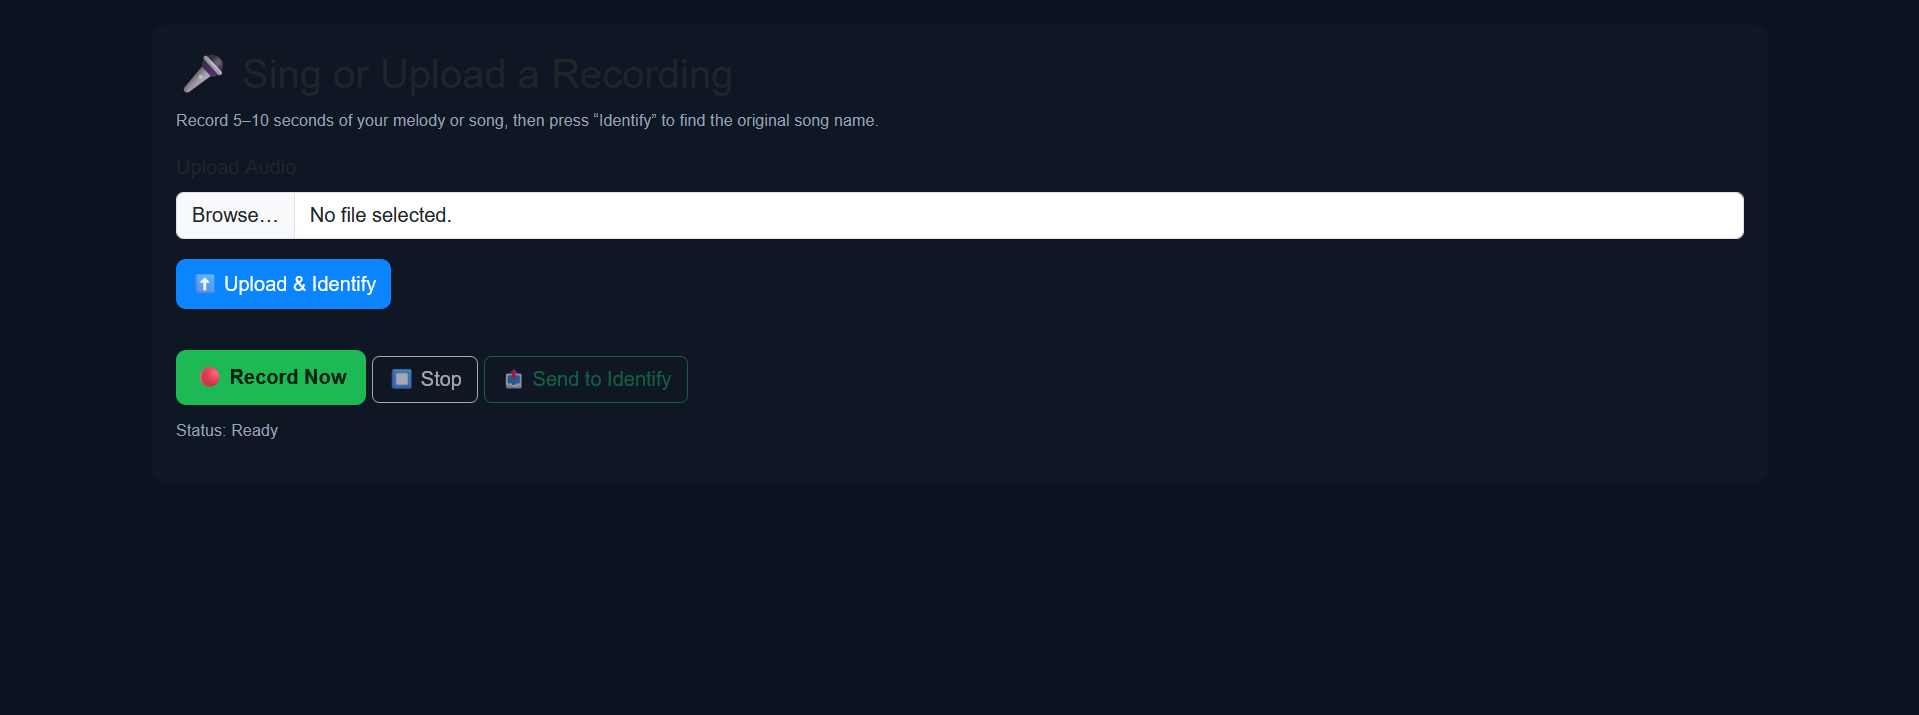 Sing or Upload a Recording
Record 5–10 seconds of your melody or song, then press “Identify” to find the original song name.
Upload Audio
Browse… No file selected.
Upload & Identify
Record Now Stop Send to Identify
Status: Ready